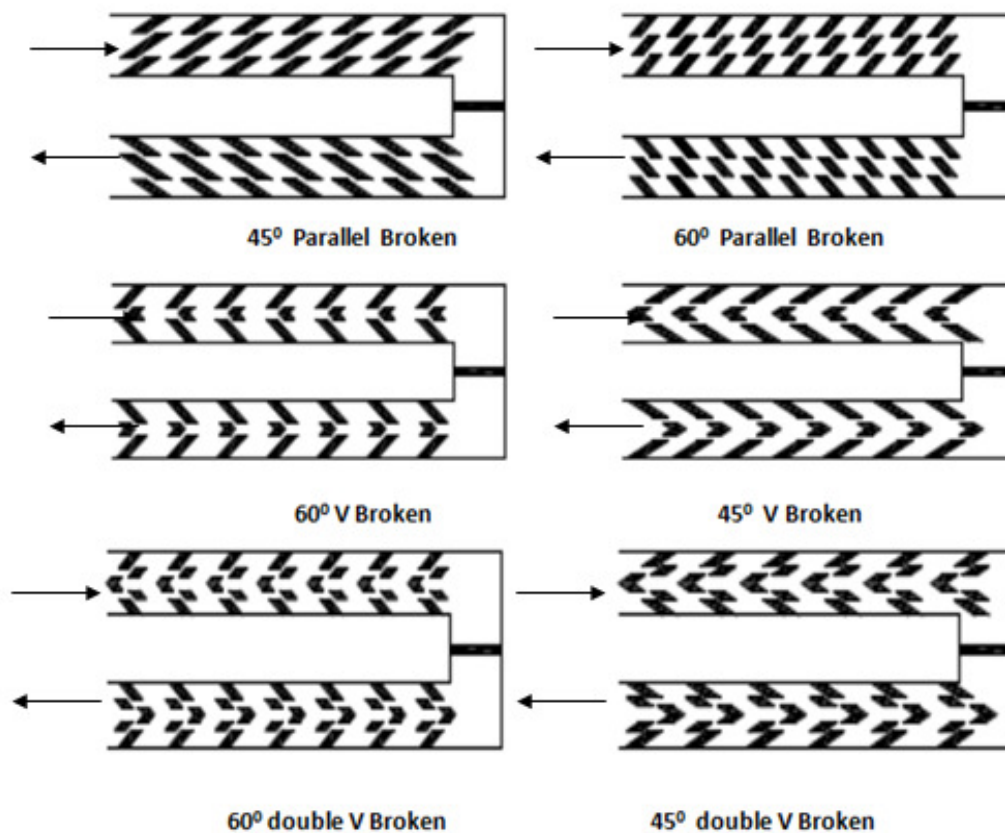 45⁰ Parallel Broken
60⁰ Parallel Broken
60⁰ V Broken
45⁰ V Broken
60⁰ double V Broken
45⁰ double V Broken